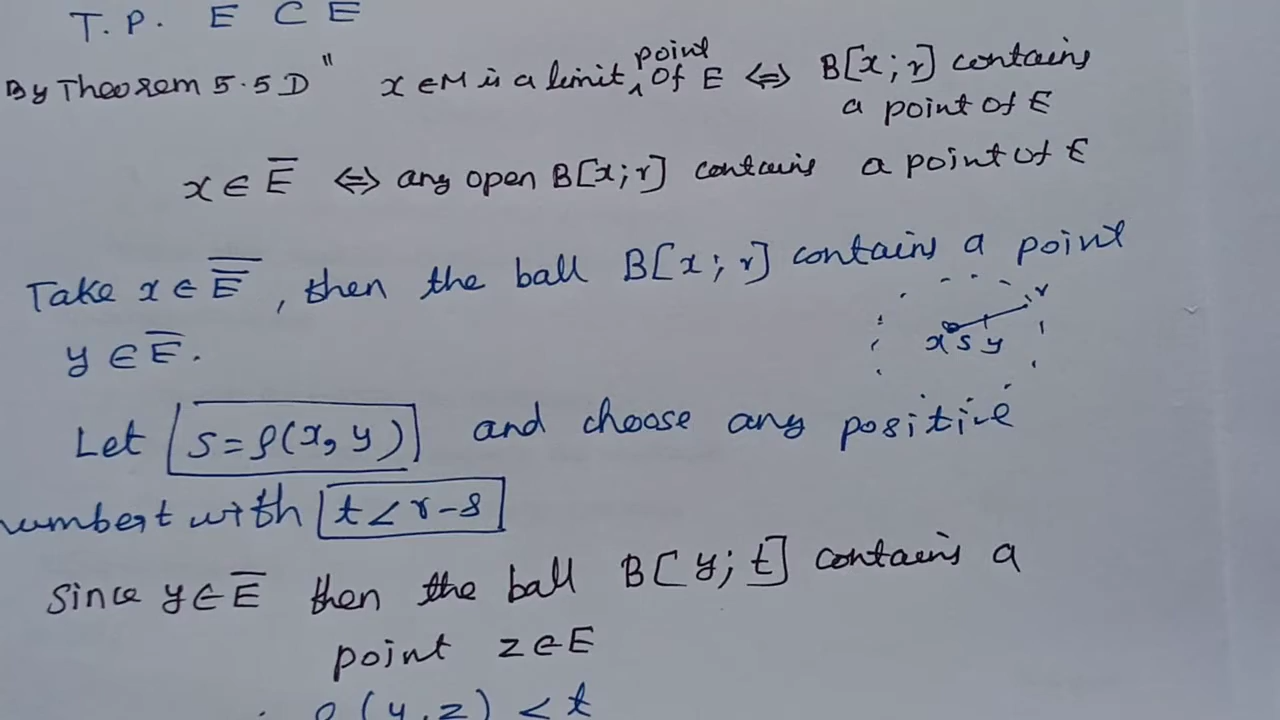 T.P. E C E
By Theorem 5.5D " x ∈ M is a limit point of E ⇔ B[x; r] contains
a point of E
x ∈ E̅ ⇔ any open B[x; r] contains a point of E
Take x ∈ E̿, then the ball B[x; r] contains a point
y ∈ E̅.
r
x s y
Let s = ρ(x, y) and choose any positive
number t with t < r-s
Since y ∈ E̅ then the ball B[y; t] contains a
point z ∈ E
ρ(y, z) < t